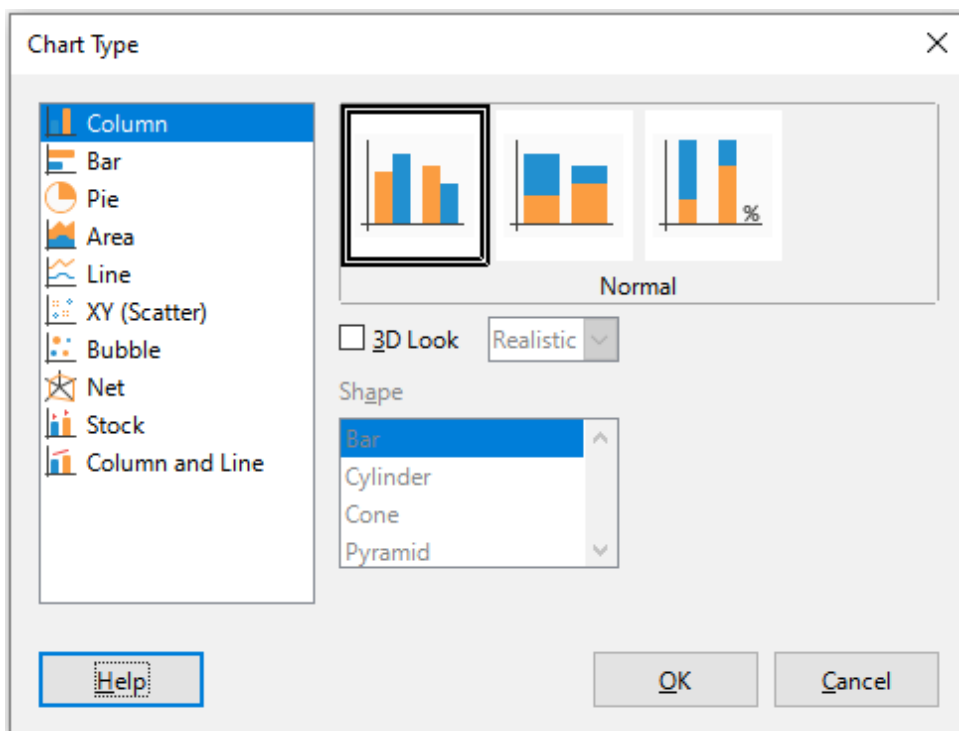 Chart Type
Column
Bar
Pie
Area
Line
XY (Scatter)
Bubble
Net
Stock
Column and Line
%
Normal
3D Look
Realistic
Shape
Bar
Cylinder
Cone
Pyramid
Help
OK
Cancel